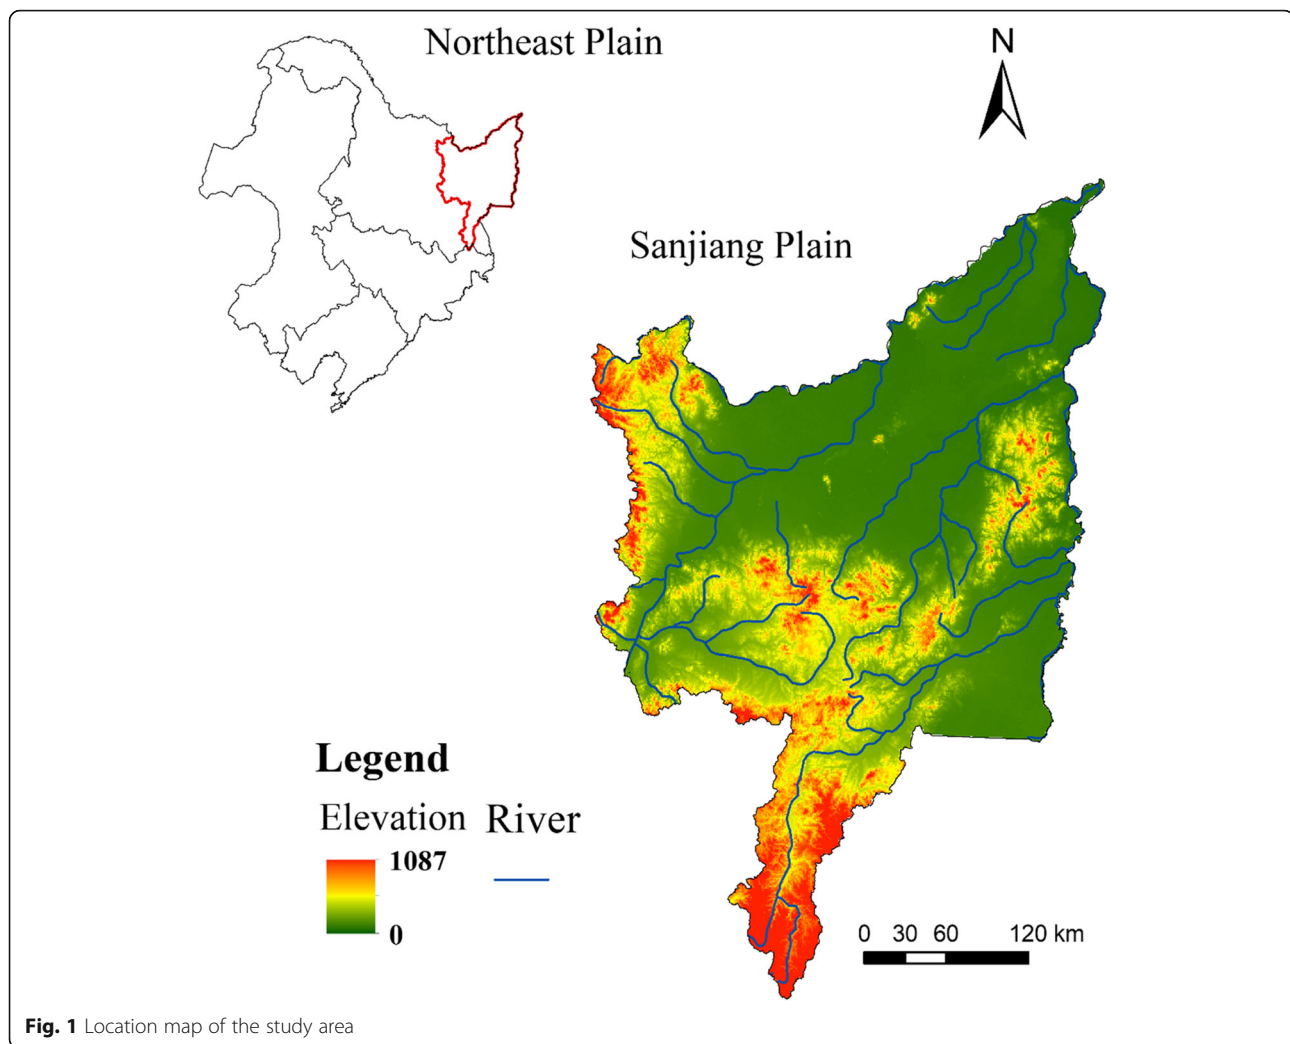 Northeast Plain
N
Sanjiang Plain
Legend
Elevation River
1087
0
0 30 60 120 km
Fig. 1 Location map of the study area